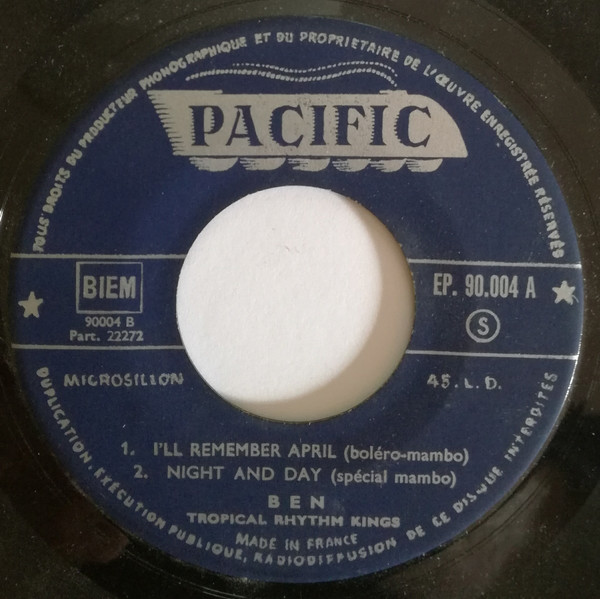 TOUS DROITS DU PRODUCTEUR PHONOGRAPHIQUE ET DU PROPRIETAIRE DE L'ŒUVRE ENREGISTRÉE RÉSERVÉS
PACIFIC
BIEM
90004 B
Part. 22272
EP. 90.004 A
S
MICROSILLON
45. L. D.
1. I'LL REMEMBER APRIL (boléro-mambo)
2. NIGHT AND DAY (spécial mambo)
BEN
TROPICAL RHYTHM KINGS
MADE IN FRANCE
DUPLICATION, EXÉCUTION PUBLIQUE, RADIODIFFUSION DE CE DISQUE INTERDITES